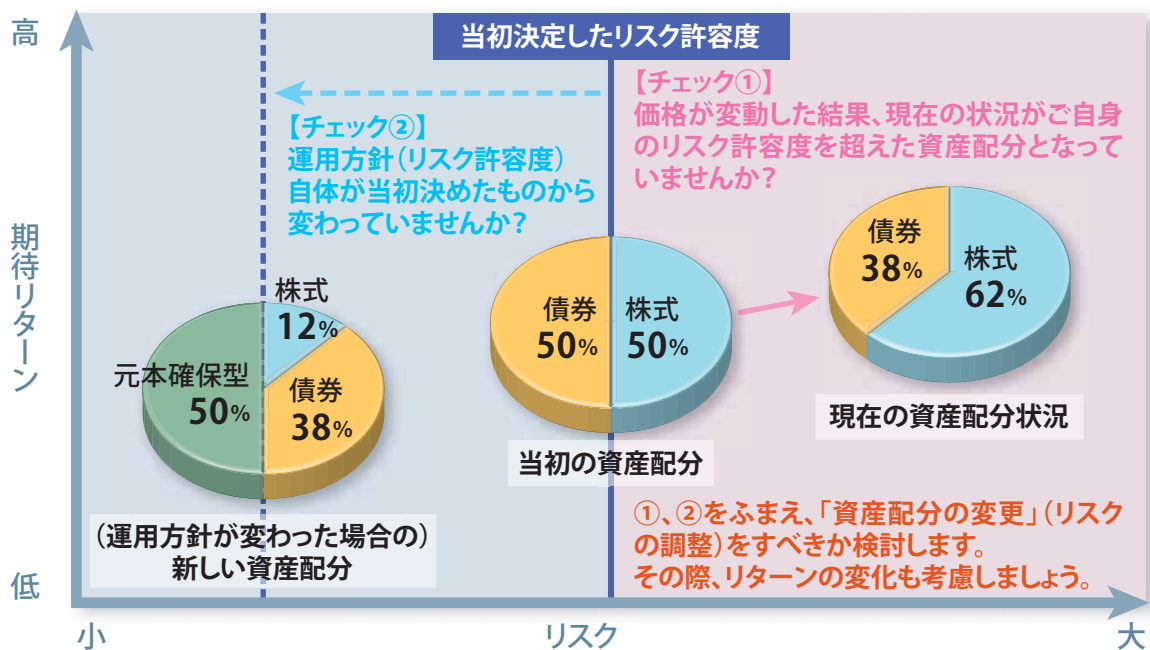 高
当初決定したリスク許容度
【チェック①】
価格が変動した結果、現在の状況がご自身
のリスク許容度を超えた資産配分となって
いませんか？
【チェック②】
運用方針（リスク許容度）
自体が当初決めたものから
変わっていませんか？
期待リターン
債券
38%
株式
62%
現在の資産配分状況
債券
50%
株式
50%
当初の資産配分
株式
12%
元本確保型
50%
債券
38%
（運用方針が変わった場合の）
新しい資産配分
①、②をふまえ、「資産配分の変更」（リスク
の調整）をすべきか検討します。
その際、リターンの変化も考慮しましょう。
低
小
リスク
大